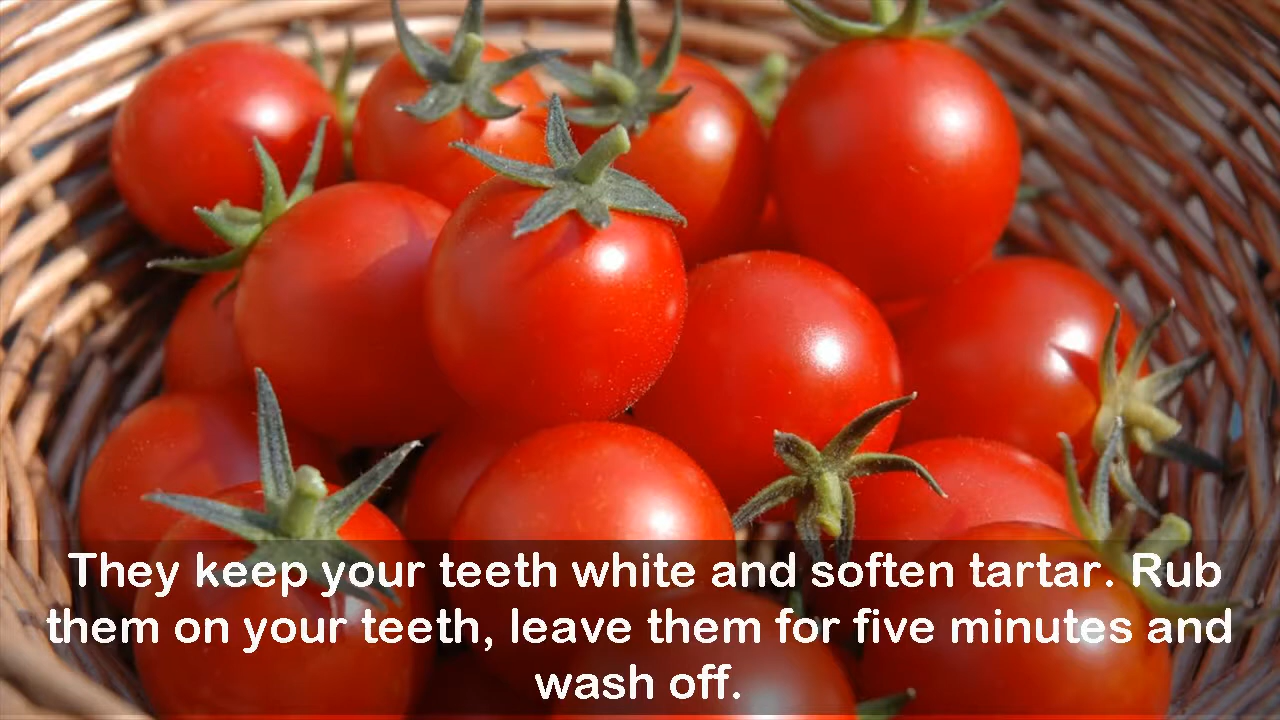 They keep your teeth white and soften tartar. Rub
them on your teeth, leave them for five minutes and
wash off.